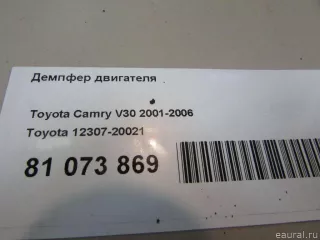 Демпфер двигателя
Toyota Camry V30 2001-2006
Toyota 12307-20021
81 073 869
eaural.ru